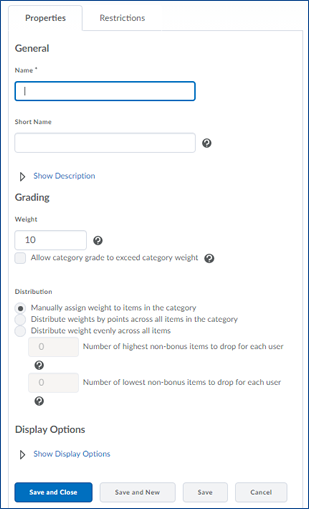 Properties
Restrictions
General
Name *
Short Name
Show Description
Grading
Weight
10
Allow category grade to exceed category weight
Distribution
Manually assign weight to items in the category
Distribute weights by points across all items in the category
Distribute weight evenly across all items
0 Number of highest non-bonus items to drop for each user
0 Number of lowest non-bonus items to drop for each user
Display Options
Show Display Options
Save and Close
Save and New
Save
Cancel